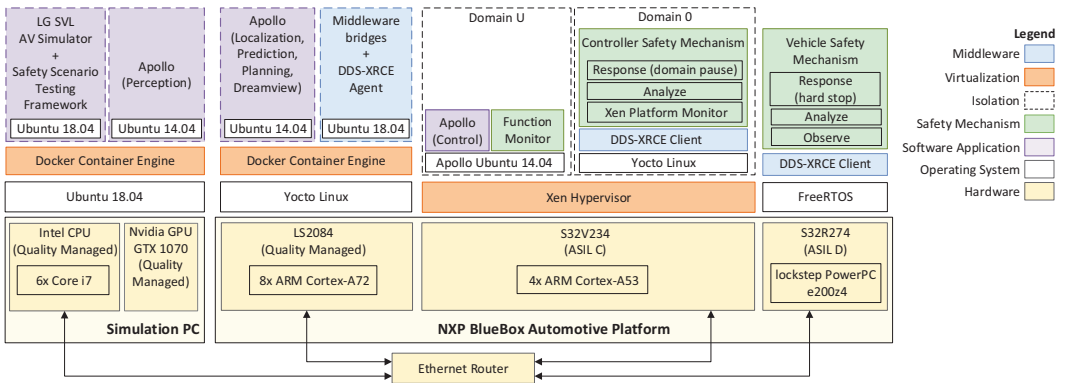 LG SVL
AV Simulator
+
Safety Scenario
Testing
Framework
Ubuntu 18.04
Apollo
(Perception)
Ubuntu 14.04
Docker Container Engine
Ubuntu 18.04
Intel CPU
(Quality Managed)
6x Core i7
Nvidia GPU
GTX 1070
(Quality
Managed)
Simulation PC
Apollo
(Localization,
Prediction,
Planning,
Dreamview)
Ubuntu 14.04
Middleware
bridges
+
DDS-XRCE
Agent
Ubuntu 18.04
Docker Container Engine
Yocto Linux
LS2084
(Quality Managed)
8x ARM Cortex-A72
Domain U
Apollo
(Control)
Function
Monitor
Apollo Ubuntu 14.04
Domain 0
Controller Safety Mechanism
Response (domain pause)
Analyze
Xen Platform Monitor
DDS-XRCE Client
Yocto Linux
Xen Hypervisor
S32V234
(ASIL C)
4x ARM Cortex-A53
Vehicle Safety
Mechanism
Response
(hard stop)
Analyze
Observe
DDS-XRCE Client
FreeRTOS
S32R274
(ASIL D)
lockstep PowerPC
e200z4
NXP BlueBox Automotive Platform
Ethernet Router
Legend
Middleware
Virtualization
Isolation
Safety Mechanism
Software Application
Operating System
Hardware